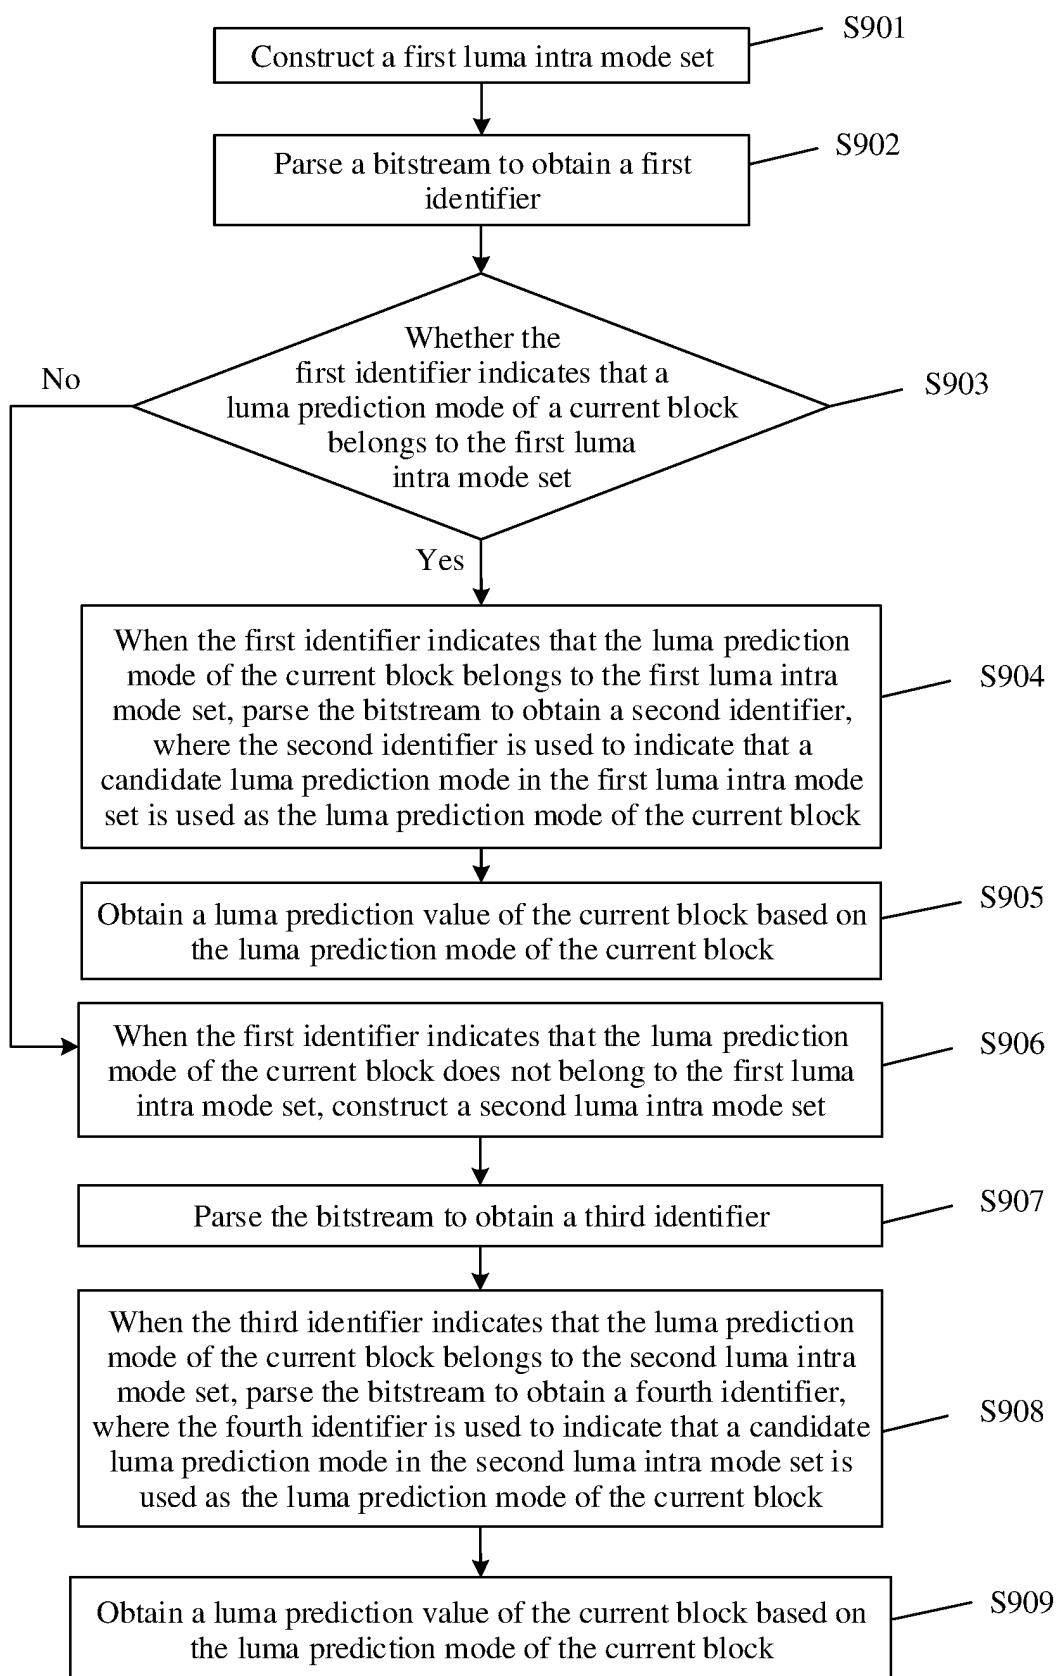 Construct a first luma intra mode set
S901
Parse a bitstream to obtain a first
identifier
S902
Whether the
first identifier indicates that a
luma prediction mode of a current block
belongs to the first luma
intra mode set
S903
No
Yes
When the first identifier indicates that the luma prediction
mode of the current block belongs to the first luma intra
mode set, parse the bitstream to obtain a second identifier,
where the second identifier is used to indicate that a
candidate luma prediction mode in the first luma intra mode
set is used as the luma prediction mode of the current block
S904
Obtain a luma prediction value of the current block based on
the luma prediction mode of the current block
S905
When the first identifier indicates that the luma prediction
mode of the current block does not belong to the first luma
intra mode set, construct a second luma intra mode set
S906
Parse the bitstream to obtain a third identifier
S907
When the third identifier indicates that the luma prediction
mode of the current block belongs to the second luma intra
mode set, parse the bitstream to obtain a fourth identifier,
where the fourth identifier is used to indicate that a candidate
luma prediction mode in the second luma intra mode set is
used as the luma prediction mode of the current block
S908
Obtain a luma prediction value of the current block based on
the luma prediction mode of the current block
S909